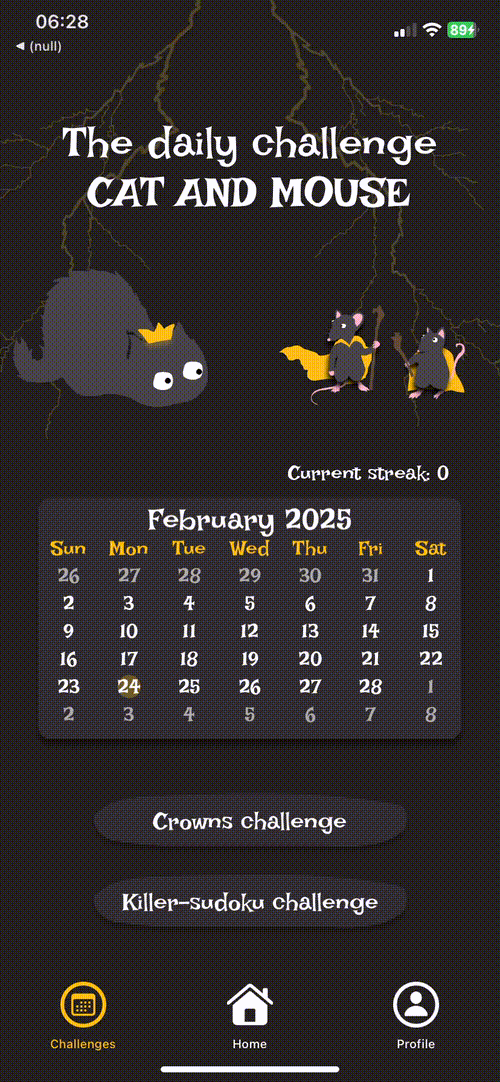 06:28
89
◀ (null)
The daily challenge
CAT AND MOUSE
Current streak: 0
February 2025
Sun Mon Tue Wed Thu Fri Sat
26 27 28 29 30 31 1
2 3 4 5 6 7 8
9 10 11 12 13 14 15
16 17 18 19 20 21 22
23 24 25 26 27 28 1
2 3 4 5 6 7 8
Crowns challenge
Killer-sudoku challenge
Challenges Home Profile